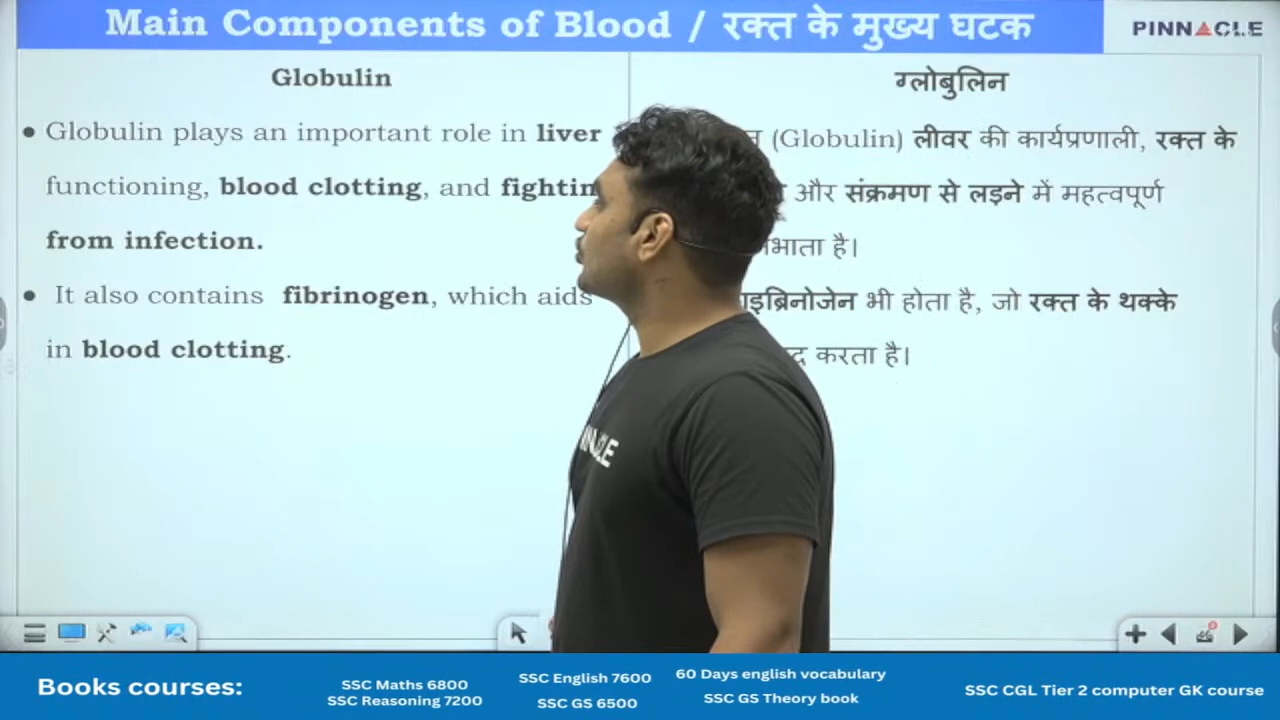 Main Components of Blood / रक्त के मुख्य घटक
PINNACLE
Globulin
Globulin plays an important role in liver
functioning, blood clotting, and
from infection.
It also contains fibrinogen, which aids
in blood clotting.
ग्लोबुलिन
(Globulin) लीवर की कार्यप्रणाली, रक्त के
और संक्रमण से लड़ने में महत्वपूर्ण
है।
भी होता है, जो रक्त के थक्के
करता है।
Books courses:
SSC Maths 6800
SSC Reasoning 7200
SSC English 7600
SSC GS 6500
60 Days english vocabulary
SSC GS Theory book
SSC CGL Tier 2 computer GK course